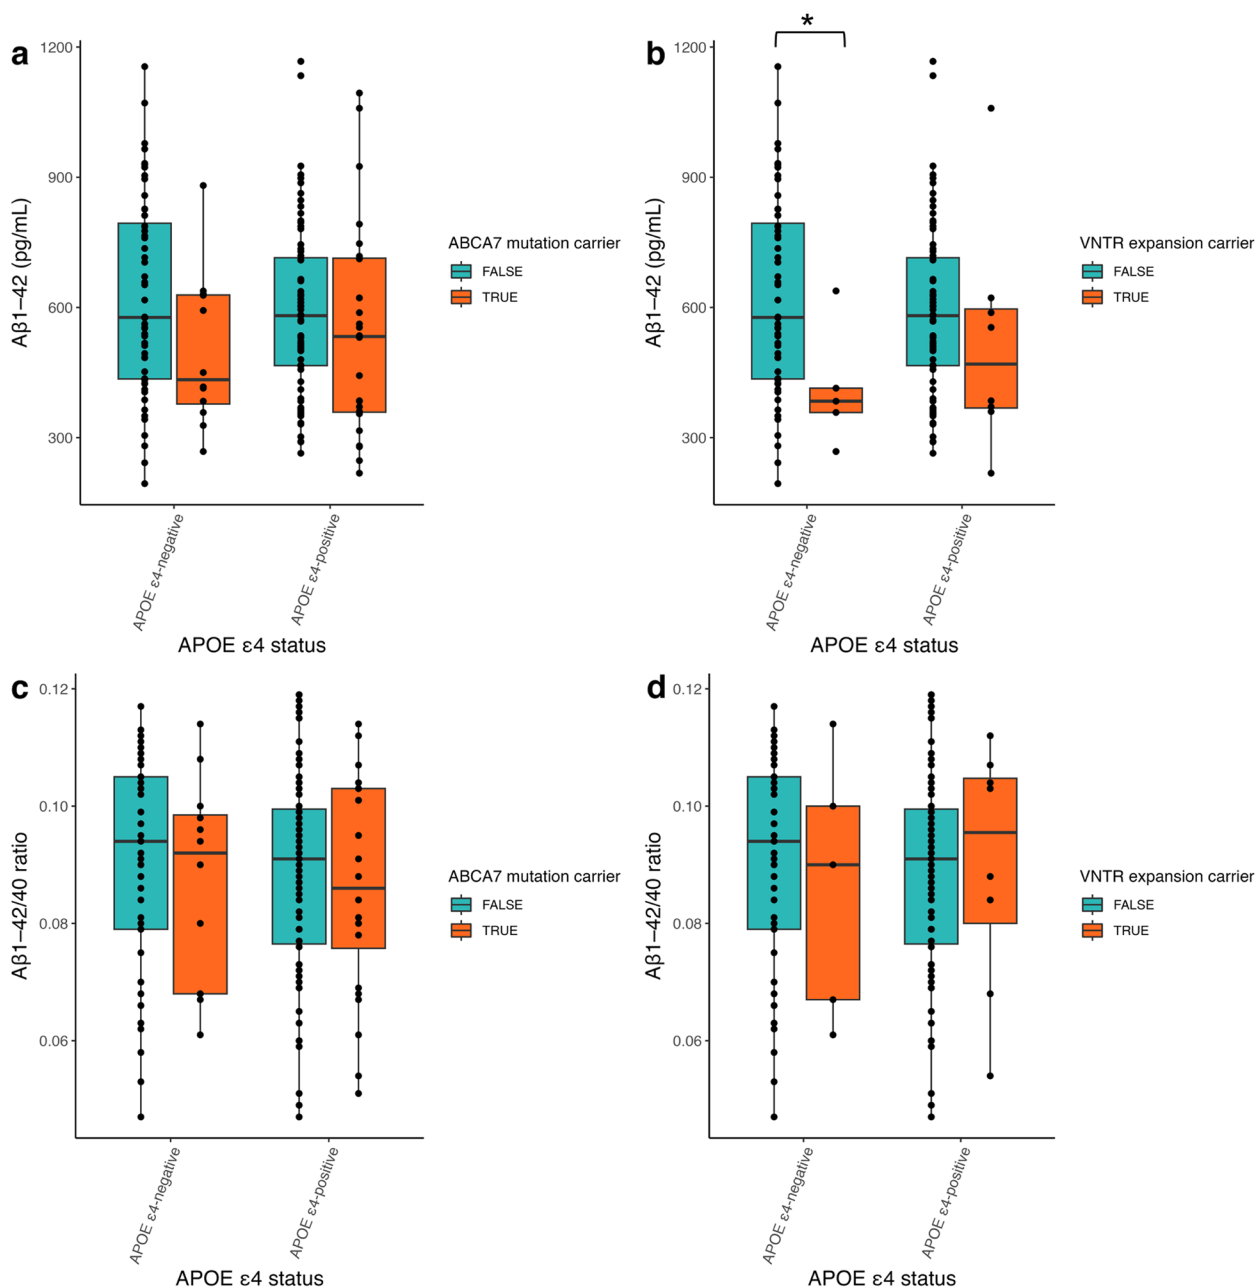 a
1200
900
600
300
Aβ1–42 (pg/mL)
APOE ε4-negative
APOE ε4-positive
APOE ε4 status
ABCA7 mutation carrier
FALSE
TRUE
b
*
1200
900
600
300
Aβ1–42 (pg/mL)
APOE ε4-negative
APOE ε4-positive
APOE ε4 status
VNTR expansion carrier
FALSE
TRUE
c
0.12
0.10
0.08
0.06
Aβ1–42/40 ratio
APOE ε4-negative
APOE ε4-positive
APOE ε4 status
ABCA7 mutation carrier
FALSE
TRUE
d
0.12
0.10
0.08
0.06
Aβ1–42/40 ratio
APOE ε4-negative
APOE ε4-positive
APOE ε4 status
VNTR expansion carrier
FALSE
TRUE